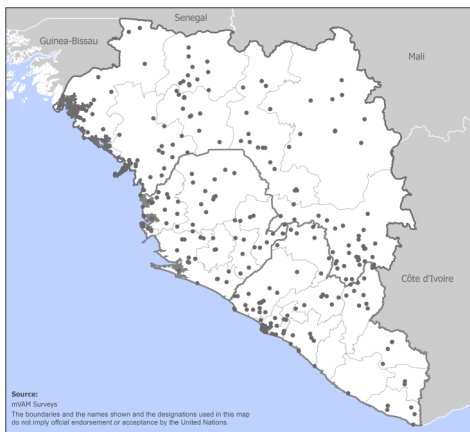 Senegal
Guinea-Bissau
Mali
Côte d'Ivoire
Source:
mVAM Surveys
The boundaries and the names shown and the designations used in this map
do not imply offcial endorsement or acceptance by the United Nations.